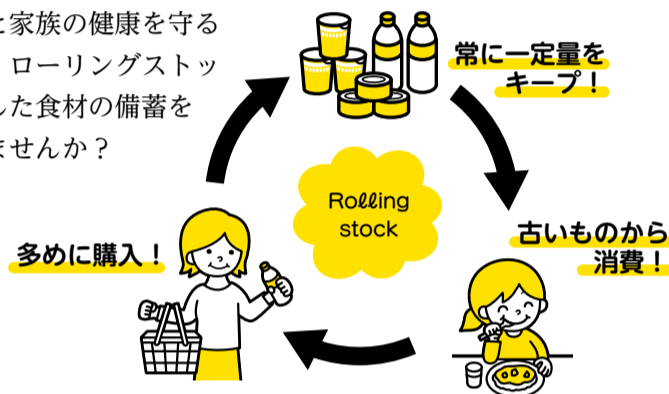 と家族の健康を守る
ローリングストッ
した食材の備蓄を
ませんか？
常に一定量を
キープ！
Rolling
stock
古いものから
消費！
多めに購入！